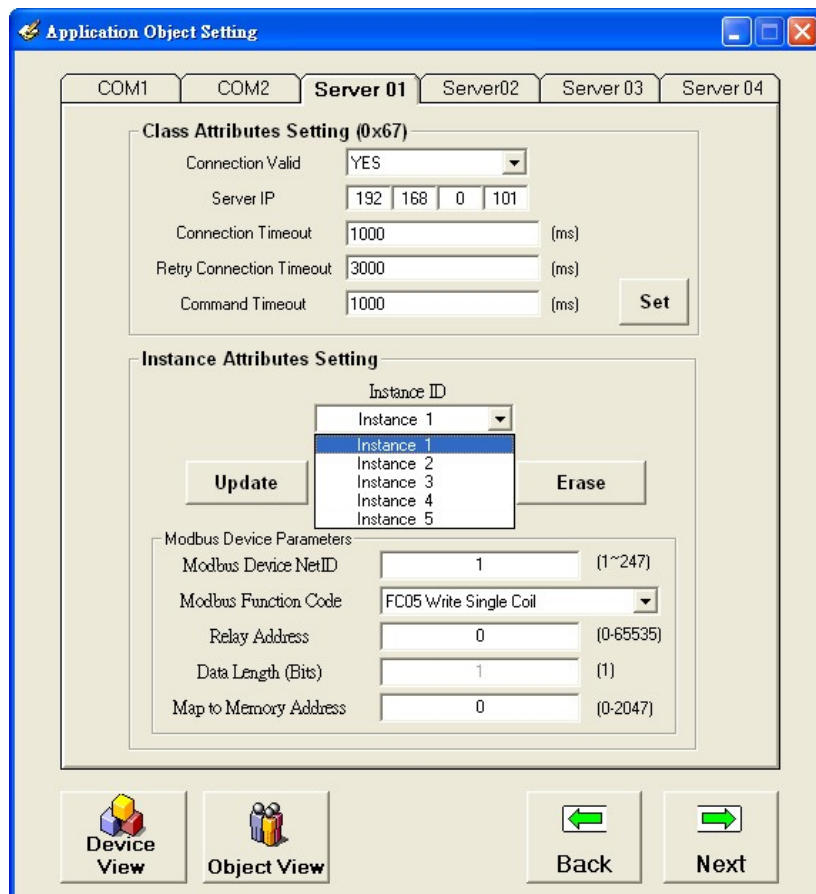 Application Object Setting
COM1 COM2 Server 01 Server02 Server 03 Server 04
Class Attributes Setting (0x67)
Connection Valid YES
Server IP 192 168 0 101
Connection Timeout 1000 (ms)
Retry Connection Timeout 3000 (ms)
Command Timeout 1000 (ms)
Set
Instance Attributes Setting
Instance ID
Instance 1
Instance 1
Instance 2
Instance 3
Instance 4
Instance 5
Update
Erase
Modbus Device Parameters
Modbus Device NetID 1 (1~247)
Modbus Function Code FC05 Write Single Coil
Relay Address 0 (0-65535)
Data Length (Bits) 1 (1)
Map to Memory Address 0 (0-2047)
Device
View
Object View
Back
Next